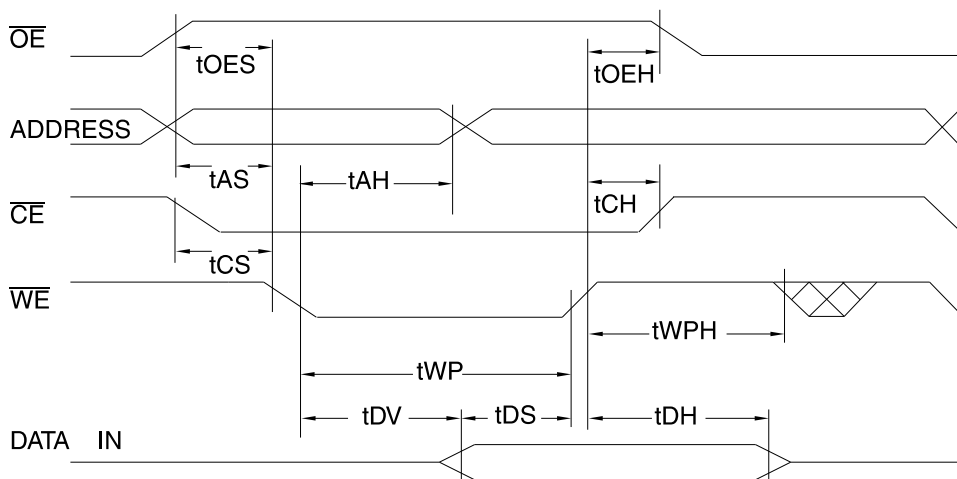 OE
tOES
tOEH
ADDRESS
tAS
tAH
tCH
CE
tCS
WE
tWPH
tWP
tDV
tDS
tDH
DATA IN